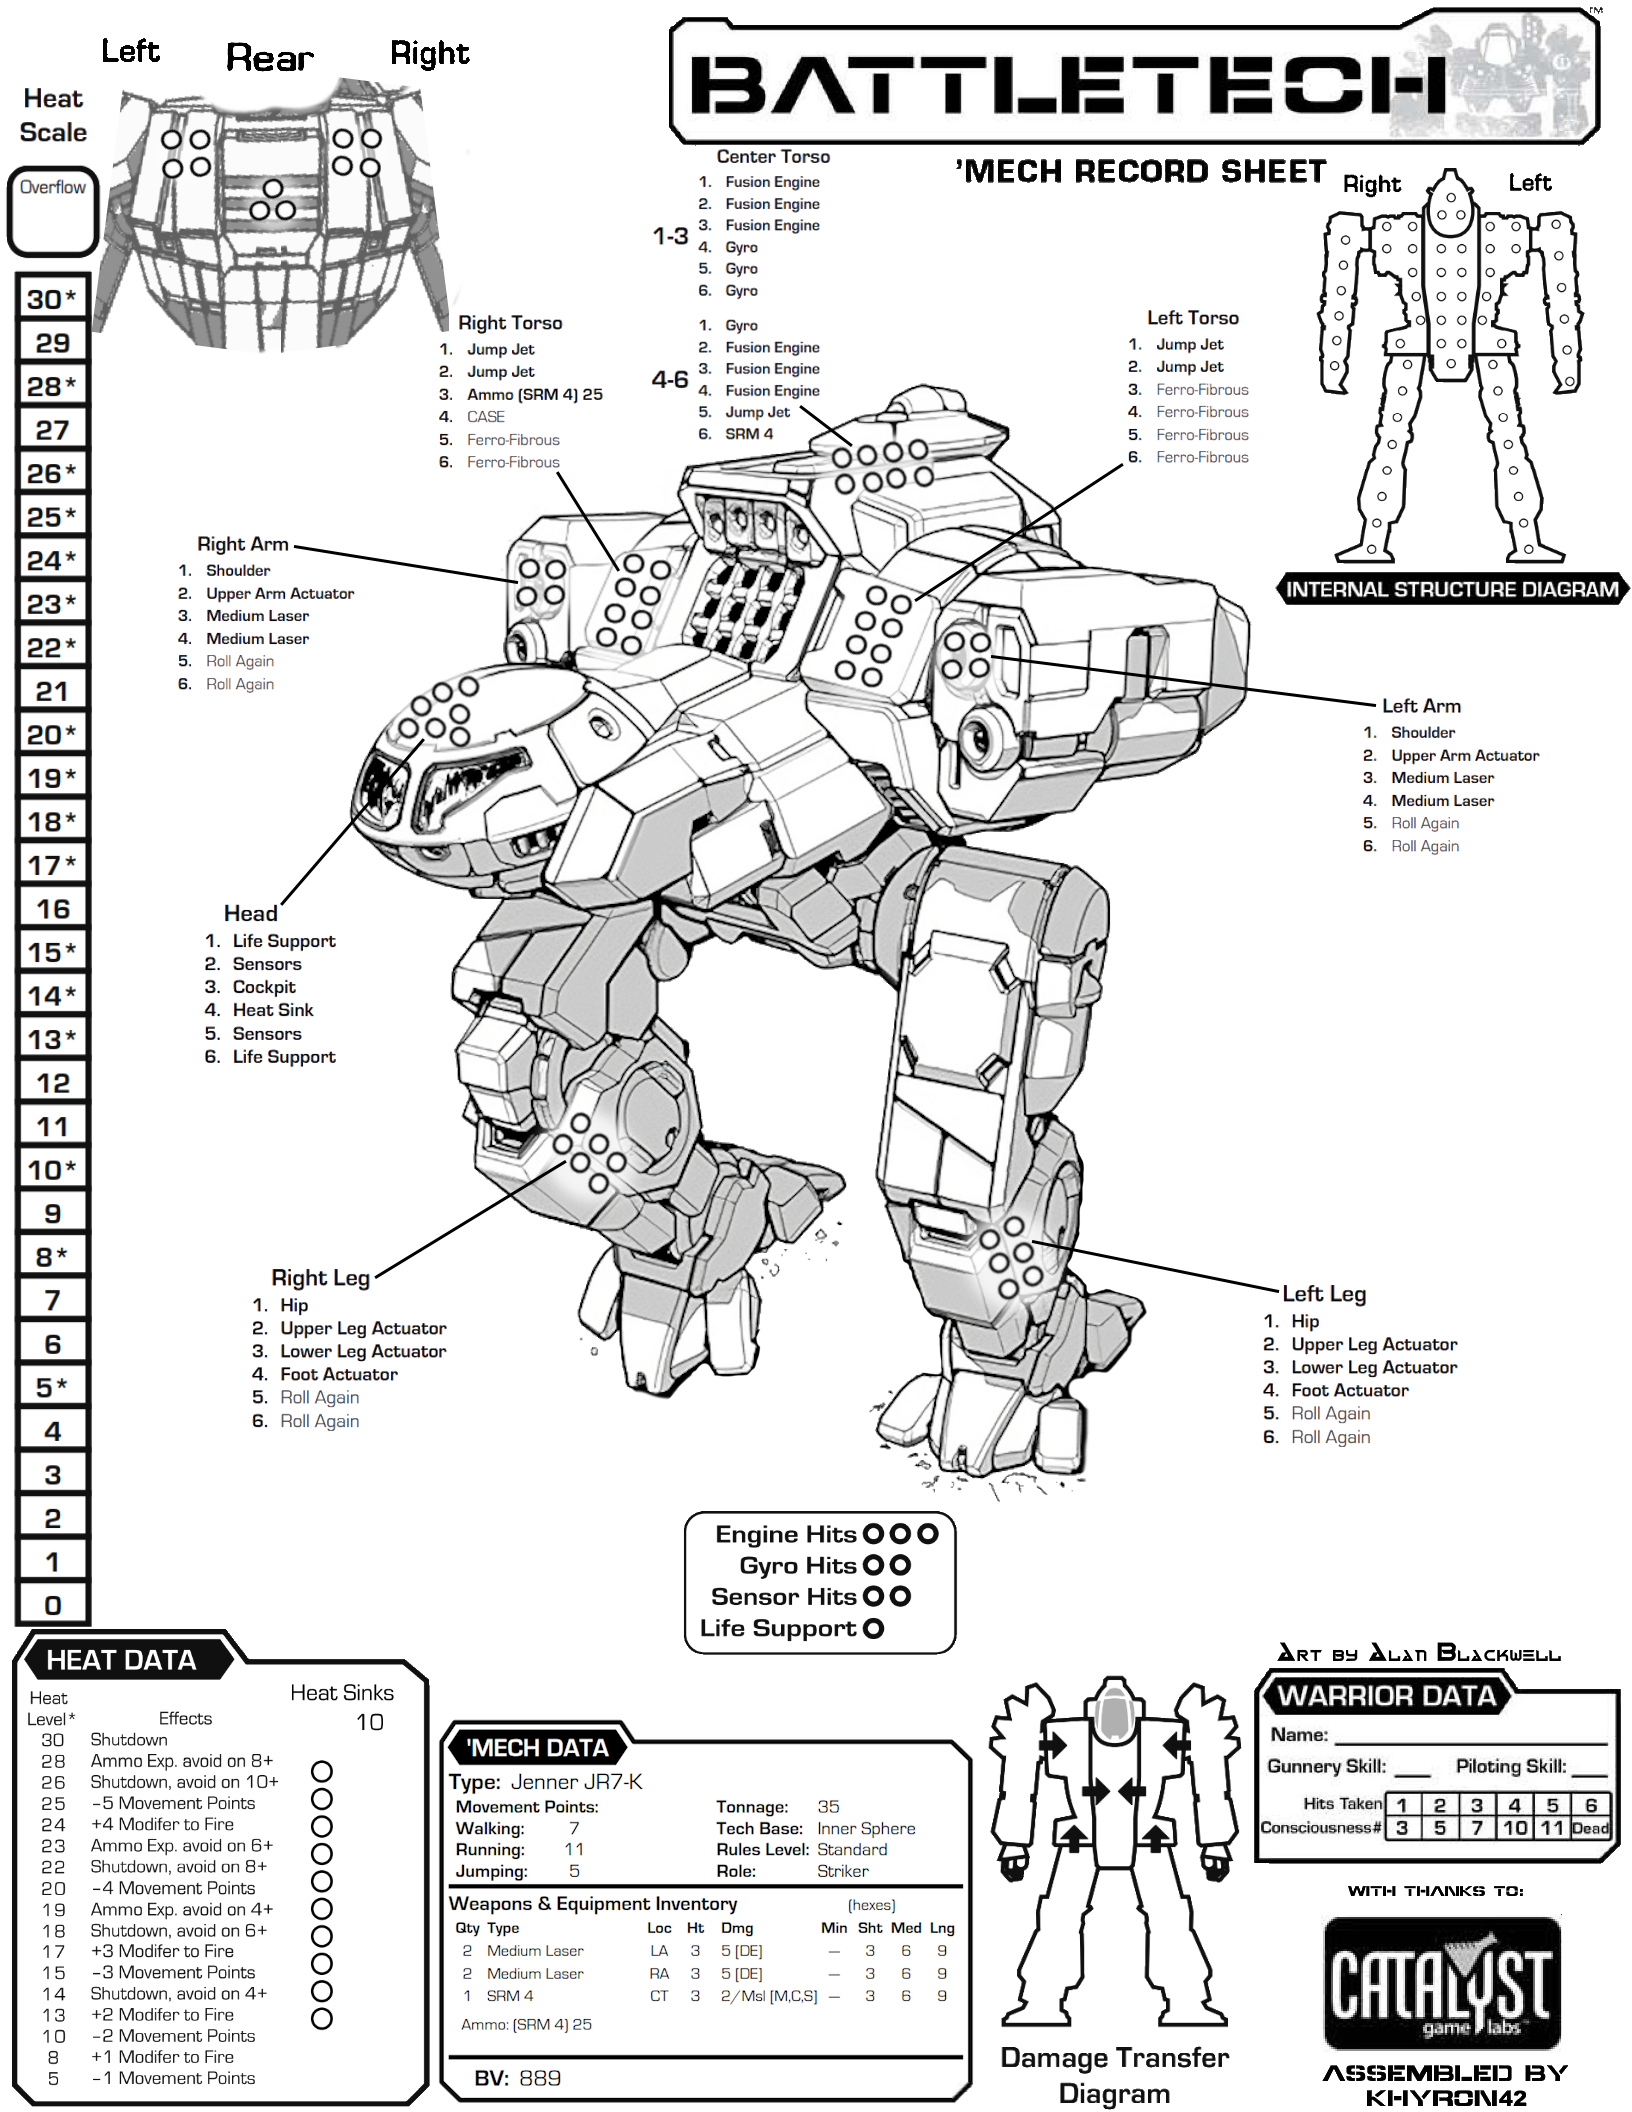 BATTLETECH
TM
'MECH RECORD SHEET
Left Rear Right
Heat
Scale
Overflow
30*
29
28*
27
26*
25*
24*
23*
22*
21
20*
19*
18*
17*
16
15*
14*
13*
12
11
10*
9
8*
7
6
5*
4
3
2
1
0
Center Torso
1-3
1. Fusion Engine
2. Fusion Engine
3. Fusion Engine
4. Gyro
5. Gyro
6. Gyro
4-6
1. Gyro
2. Fusion Engine
3. Fusion Engine
4. Fusion Engine
5. Jump Jet
6. SRM 4
Right Torso
1. Jump Jet
2. Jump Jet
3. Ammo (SRM 4) 25
4. CASE
5. Ferro-Fibrous
6. Ferro-Fibrous
Left Torso
1. Jump Jet
2. Jump Jet
3. Ferro-Fibrous
4. Ferro-Fibrous
5. Ferro-Fibrous
6. Ferro-Fibrous
Right Left
INTERNAL STRUCTURE DIAGRAM
Right Arm
1. Shoulder
2. Upper Arm Actuator
3. Medium Laser
4. Medium Laser
5. Roll Again
6. Roll Again
Left Arm
1. Shoulder
2. Upper Arm Actuator
3. Medium Laser
4. Medium Laser
5. Roll Again
6. Roll Again
Head
1. Life Support
2. Sensors
3. Cockpit
4. Heat Sink
5. Sensors
6. Life Support
Right Leg
1. Hip
2. Upper Leg Actuator
3. Lower Leg Actuator
4. Foot Actuator
5. Roll Again
6. Roll Again
Left Leg
1. Hip
2. Upper Leg Actuator
3. Lower Leg Actuator
4. Foot Actuator
5. Roll Again
6. Roll Again
Engine Hits
Gyro Hits
Sensor Hits
Life Support
HEAT DATA
Heat Level* Effects
Heat Sinks
10
30 Shutdown
28 Ammo Exp. avoid on 8+
26 Shutdown, avoid on 10+
25 -5 Movement Points
24 +4 Modifer to Fire
23 Ammo Exp. avoid on 6+
22 Shutdown, avoid on 8+
20 -4 Movement Points
19 Ammo Exp. avoid on 4+
18 Shutdown, avoid on 6+
17 +3 Modifer to Fire
15 -3 Movement Points
14 Shutdown, avoid on 4+
13 +2 Modifer to Fire
10 -2 Movement Points
8 +1 Modifer to Fire
5 -1 Movement Points
'MECH DATA
Type: Jenner JR7-K
Movement Points:
Walking: 7
Running: 11
Jumping: 5
Tonnage: 35
Tech Base: Inner Sphere
Rules Level: Standard
Role: Striker
Weapons & Equipment Inventory (hexes)
Qty Type Loc Ht Dmg Min Sht Med Lng
2 Medium Laser LA 3 5 [DE] — 3 6 9
2 Medium Laser RA 3 5 [DE] — 3 6 9
1 SRM 4 CT 3 2/Msl [M,C,S] — 3 6 9
Ammo: (SRM 4) 25
BV: 889
Damage Transfer
Diagram
ART BY ALAN BLACKWELL
WARRIOR DATA
Name:
Gunnery Skill: Piloting Skill:
Hits Taken 1 2 3 4 5 6
Consciousness# 3 5 7 10 11 Dead
WITH THANKS TO:
CATALYST
game labs
ASSEMBLED BY
KHYRON42